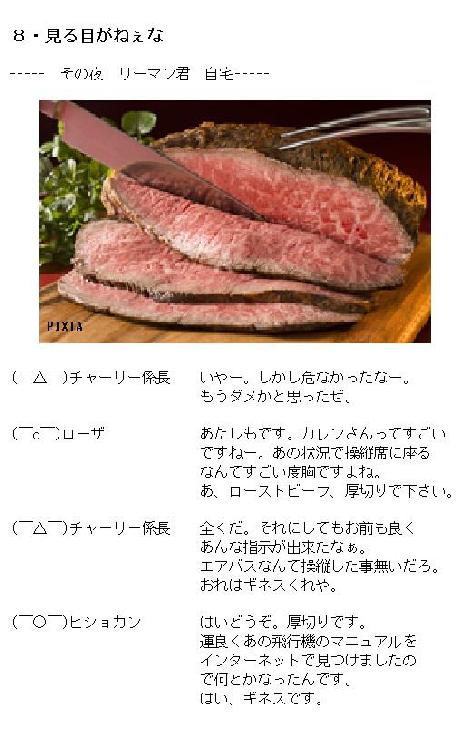 ８・見る目がねぇな
----- その夜 リーマン君 自宅-----
PIXTA
(　△　)チャーリー係長　いやー。しかし危なかったなー。
もうダメかと思ったぜ。
(￣c￣)ローザ　あたしもです。カレンさんってすごい
ですねー。あの状況で操縦席に座る
なんてすごい度胸ですよね。
あ、ローストビーフ、厚切りで下さい。
(￣△￣)チャーリー係長　全くだ。それにしてもお前も良く
あんな指示が出来たなぁ。
エアバスなんて操縦した事無いだろ。
おれはギネスくれや。
(￣○￣)ヒショカン　はいどうぞ。厚切りです。
運良くあの飛行機のマニュアルを
インターネットで見つけましたの
で何とかなったんです。
はい、ギネスです。